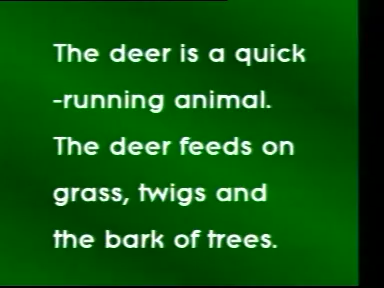 The deer is a quick
-running animal.
The deer feeds on
grass, twigs and
the bark of trees.